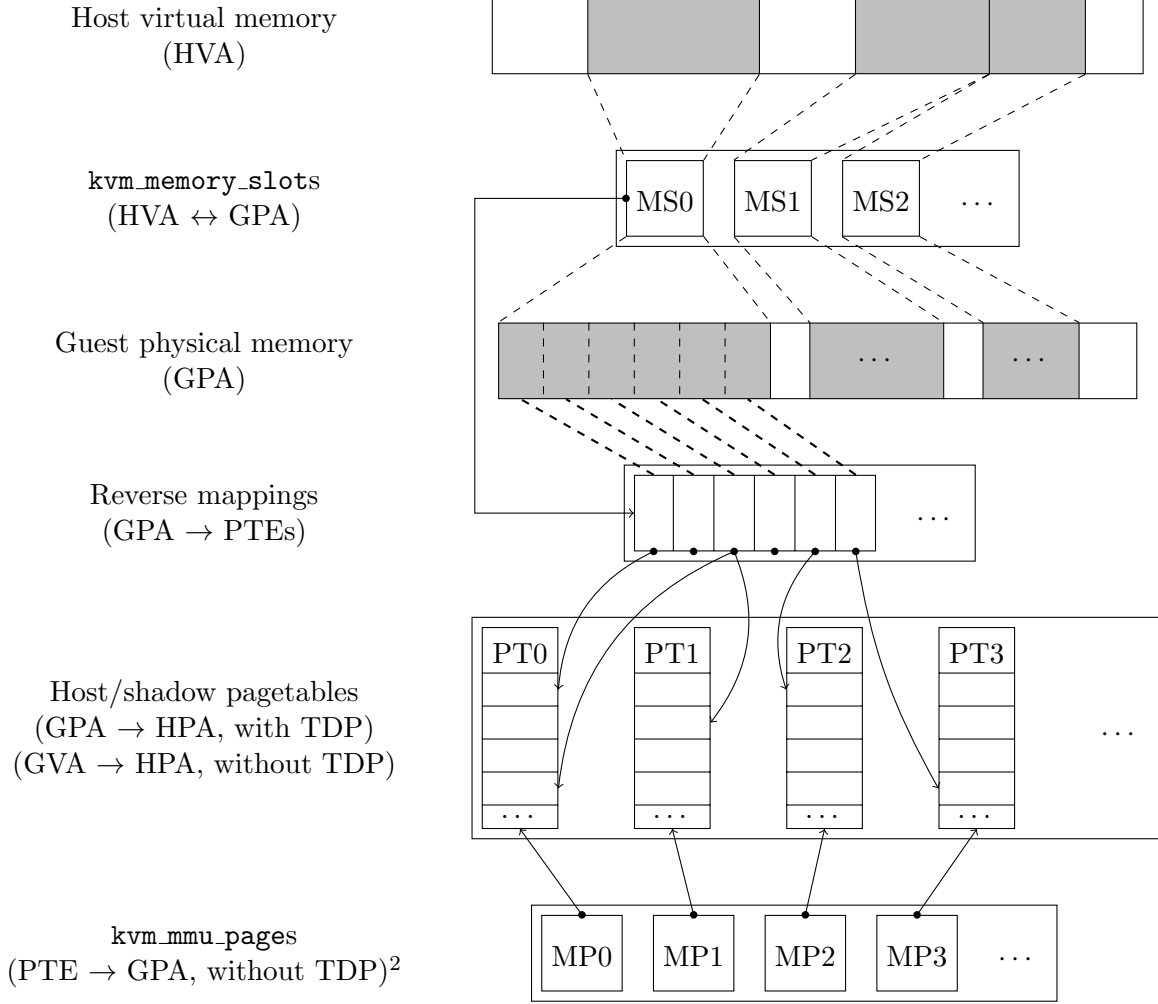 Host virtual memory
(HVA)
kvm_memory_slots
(HVA ↔ GPA)
MS0 MS1 MS2 ...
Guest physical memory
(GPA)
... ...
Reverse mappings
(GPA → PTEs)
...
PT0 PT1 PT2 PT3
Host/shadow pagetables
(GPA → HPA, with TDP)
(GVA → HPA, without TDP)
...
... ... ... ...
kvm_mmu_pages
(PTE → GPA, without TDP)²
MP0 MP1 MP2 MP3 ...